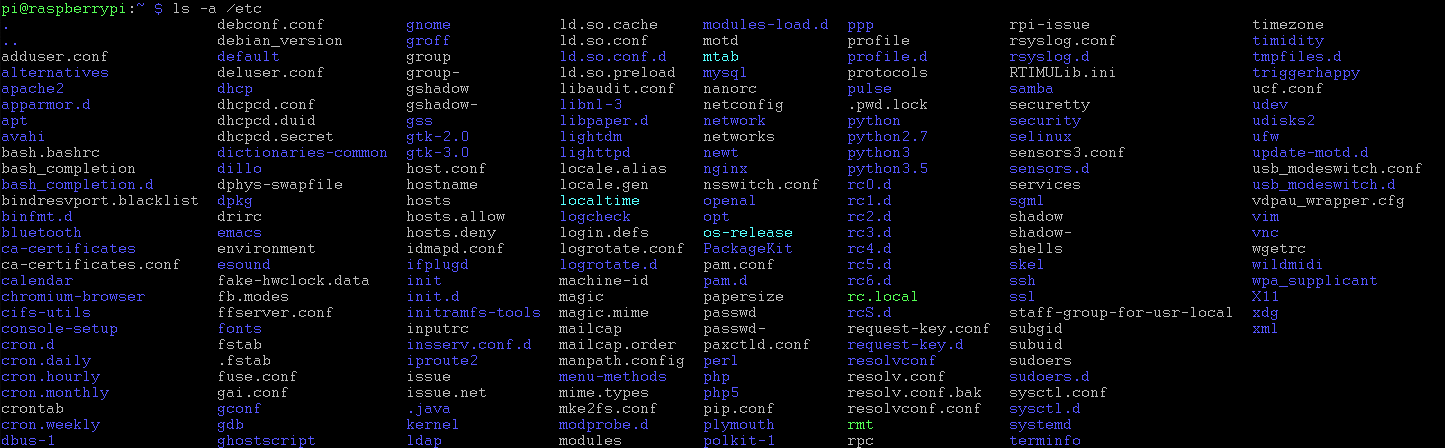 pi@raspberrypi:~ $ ls -a /etc
. debconf.conf gnome ld.so.cache modules-load.d ppp rpi-issue timezone
.. debian_version groff ld.so.conf motd profile rsyslog.conf timidity
adduser.conf default group ld.so.conf.d mtab profile.d rsyslog.d tmpfiles.d
alternatives deluser.conf group- ld.so.preload mysql protocols RTIMULib.ini triggerhappy
apache2 dhcp gshadow libaudit.conf nanorc pulse samba ucf.conf
apparmor.d dhcpcd.conf gshadow- libnl-3 netconfig .pwd.lock securetty udev
apt dhcpcd.duid gss libpaper.d network python security udisks2
avahi dhcpcd.secret gtk-2.0 lightdm networks python2.7 selinux ufw
bash.bashrc dictionaries-common gtk-3.0 lighttpd newt python3 sensors3.conf update-motd.d
bash_completion dillo host.conf locale.alias nginx python3.5 sensors.d usb_modeswitch.conf
bash_completion.d dphys-swapfile hostname locale.gen nsswitch.conf rc0.d services usb_modeswitch.d
bindresvport.blacklist dpkg hosts localtime openal rc1.d sgml vdpau_wrapper.cfg
binfmt.d drirc hosts.allow logcheck opt rc2.d shadow vim
bluetooth emacs hosts.deny login.defs os-release rc3.d shadow- vnc
ca-certificates environment idmapd.conf logrotate.conf PackageKit rc4.d shells wgetrc
ca-certificates.conf esound ifplugd logrotate.d pam.conf rc5.d skel wildmidi
calendar fake-hwclock.data init machine-id pam.d rc6.d ssh wpa_supplicant
chromium-browser fb.modes init.d magic papersize rc.local ssl X11
cifs-utils ffserver.conf initramfs-tools magic.mime passwd rcS.d staff-group-for-usr-local xdg
console-setup fonts inputrc mailcap passwd- request-key.conf subgid xml
cron.d fstab insserv.conf.d mailcap.order paxctld.conf request-key.d subuid
cron.daily .fstab iproute2 manpath.config perl resolvconf sudoers
cron.hourly fuse.conf issue menu-methods php resolv.conf sudoers.d
cron.monthly gai.conf issue.net mime.types php5 resolv.conf.bak sysctl.conf
crontab gconf .java mke2fs.conf pip.conf resolvconf.conf sysctl.d
cron.weekly gdb kernel modprobe.d plymouth rmt systemd
dbus-1 ghostscript ldap modules polkit-1 rpc terminfo